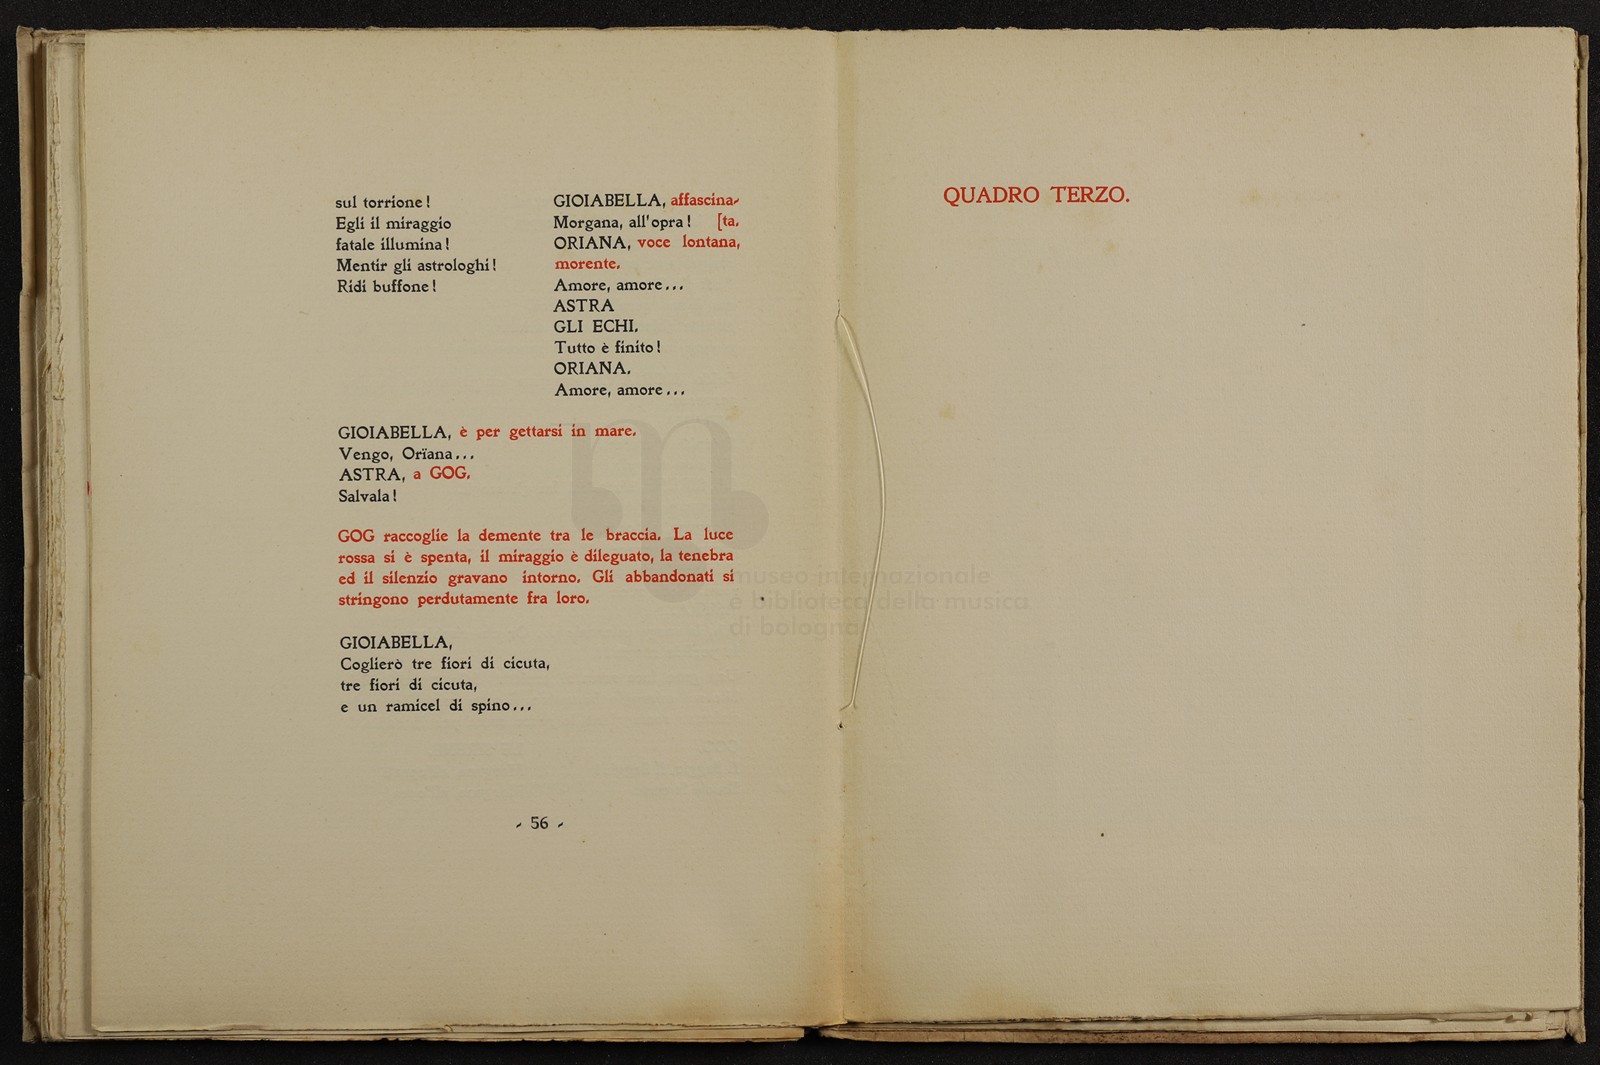 sul torrione !
Egli il miraggio
fatale illumina !
Mentir gli astrologhi !
Ridi buffone !
GIOIABELLA, affascina-
Morgana, all'opra ! [ta.
ORIANA, voce lontana,
morente.
Amore, amore...
ASTRA
GLI ECHI.
Tutto è finito !
ORIANA.
Amore, amore...
GIOIABELLA, è per gettarsi in mare.
Vengo, Orïana...
ASTRA, a GOG.
Salvala !
GOG raccoglie la demente tra le braccia. La luce
rossa si è spenta, il miraggio è dileguato, la tenebra
ed il silenzio gravano intorno. Gli abbandonati si
stringono perdutamente fra loro.
GIOIABELLA,
Coglierò tre fiori di cicuta,
tre fiori di cicuta,
e un ramicel di spino...
- 56 -
QUADRO TERZO.
museo internazionale
e biblioteca della musica
di bologna